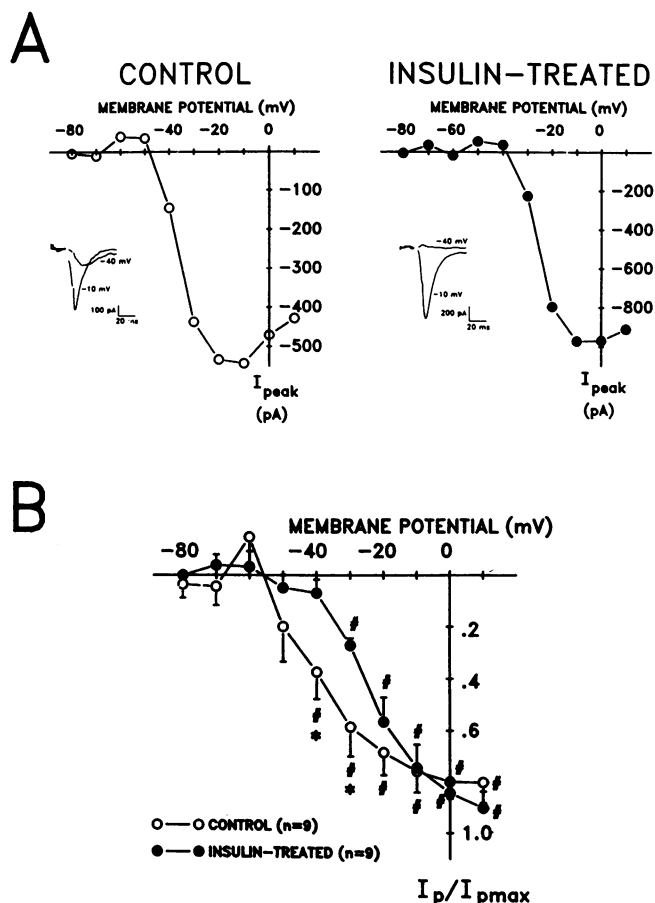 A
CONTROL
MEMBRANE POTENTIAL (mV)
-80 -40 -20 0
-100
-200
-300
-400
-500
-40 mV
-10 mV
100 pA
20 ms
I peak
(pA)
INSULIN-TREATED
MEMBRANE POTENTIAL (mV)
-80 -60 -40 -20 0
-200
-400
-600
-800
-40 mV
-10 mV
200 pA
20 ms
I peak
(pA)
B
MEMBRANE POTENTIAL (mV)
-80 -40 -20 0
.2
.4
.6
1.0
# # # # #
# # # # #
* *
CONTROL (n=9)
INSULIN-TREATED (n=9)
Ip/Ipmax